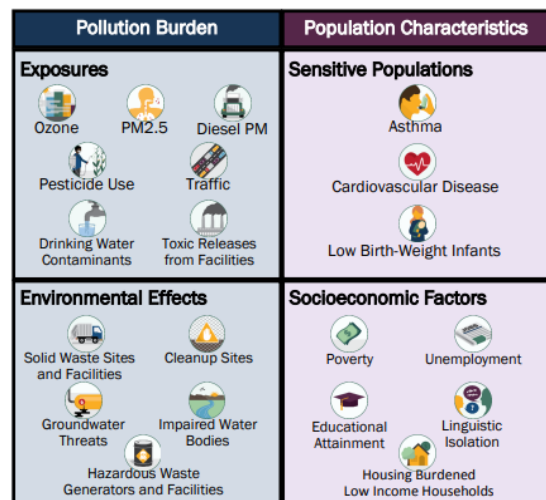 Pollution Burden
Population Characteristics
Exposures
Ozone
PM2.5
Diesel PM
Pesticide Use
Traffic
Drinking Water
Contaminants
Toxic Releases
from Facilities
Sensitive Populations
Asthma
Cardiovascular Disease
Low Birth-Weight Infants
Environmental Effects
Solid Waste Sites
and Facilities
Cleanup Sites
Groundwater
Threats
Impaired Water
Bodies
Hazardous Waste
Generators and Facilities
Socioeconomic Factors
Poverty
Unemployment
Educational
Attainment
Linguistic
Isolation
Housing Burdened
Low Income Households